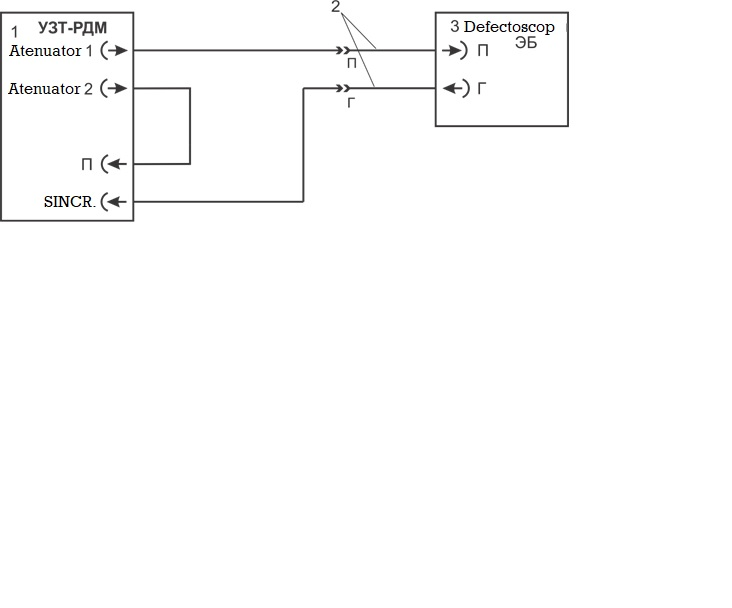 2
1 УЗТ-РДМ
3 Defectoscop
ЭБ
Atenuator 1
П
П
Atenuator 2
Г
Г
П
SINCR.